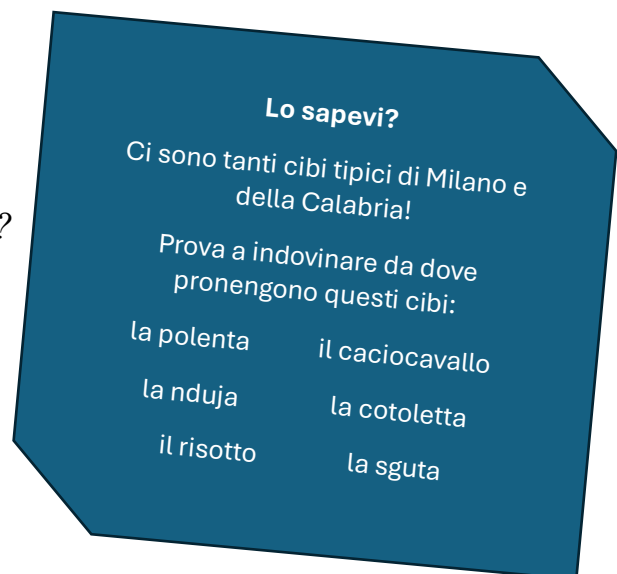 Lo sapevi?
Ci sono tanti cibi tipici di Milano e
della Calabria!
?
Prova a indovinare da dove
pronengono questi cibi:
la polenta il caciocavallo
la nduja la cotoletta
il risotto la sguta